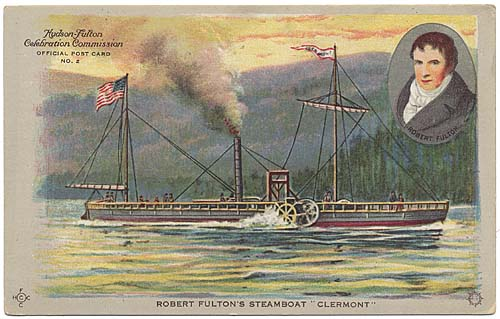 Hudson-Fulton
Celebration Commission
OFFICIAL POST CARD
NO. 2
ROBERT FULTON
F
H C C
C
ROBERT FULTON'S STEAMBOAT "CLERMONT"